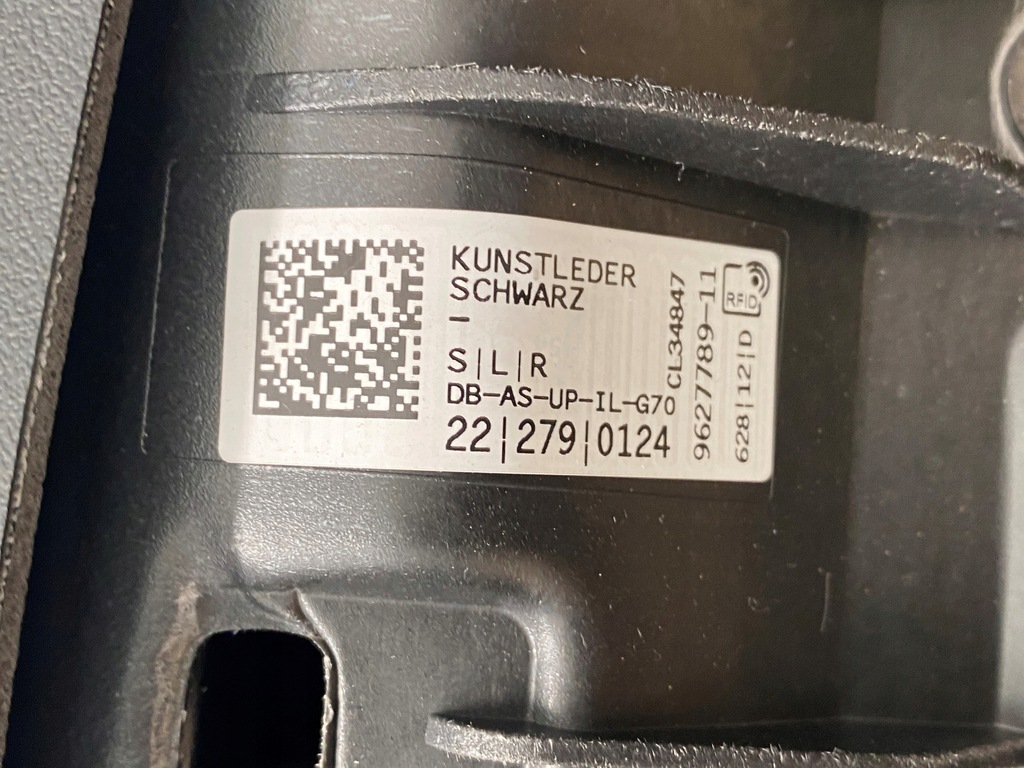 KUNSTLEDER
SCHWARZ
–
S|L|R
DB-AS-UP-IL-G70
22|279|0124
CL34847
9627789-11
628|12|D
RFID